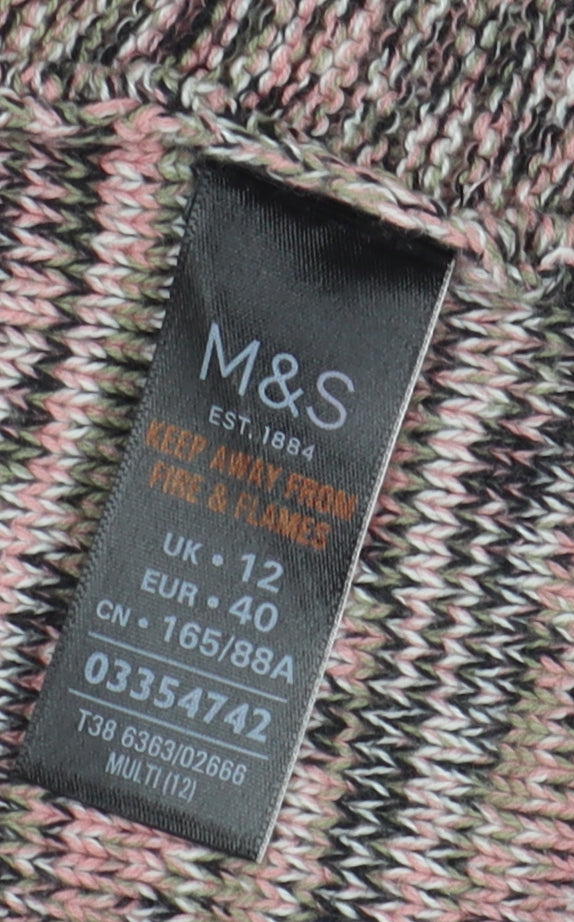 M&S
EST. 1884
KEEP AWAY FROM
FIRE & FLAMES
UK • 12
EUR • 40
CN • 165/88A
03354742
T38 6363/02666
MULTI (12)